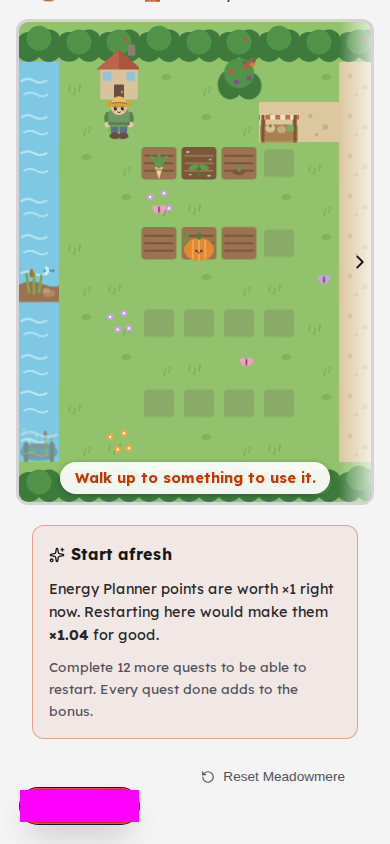 Walk up to something to use it.
Start afresh
Energy Planner points are worth ×1 right
now. Restarting here would make them
×1.04 for good.
Complete 12 more quests to be able to
restart. Every quest done adds to the
bonus.
Reset Meadowmere